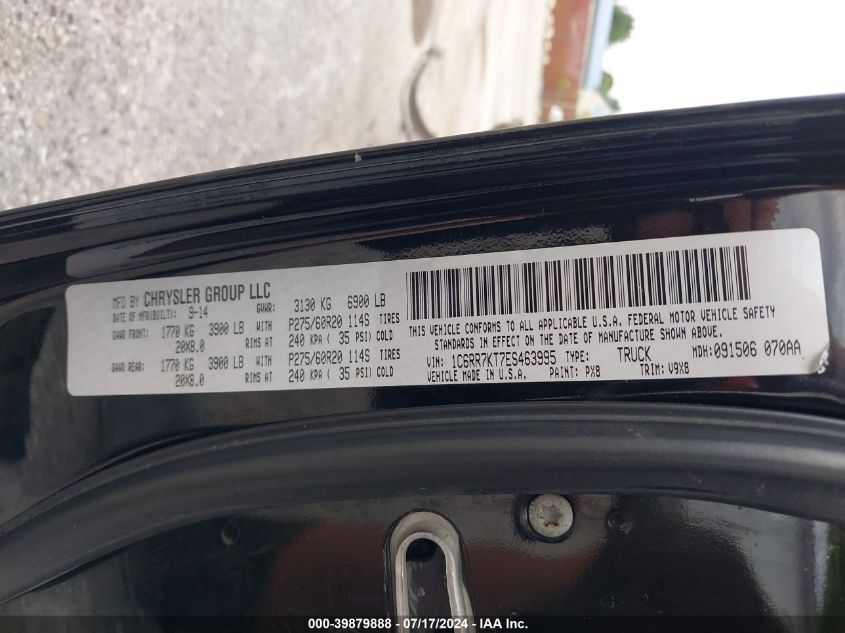 MFD BY CHRYSLER GROUP LLC
DATE OF MFR(BUILT): 9-14 GVWR: 3130 KG 6900 LB
GAWR FRONT: 1770 KG 3900 LB WITH P275/60R20 114S TIRES
20X8.0 RIMS AT 240 KPA ( 35 PSI) COLD
GAWR REAR: 1770 KG 3900 LB WITH P275/60R20 114S TIRES
20X8.0 RIMS AT 240 KPA ( 35 PSI) COLD
THIS VEHICLE CONFORMS TO ALL APPLICABLE U.S.A. FEDERAL MOTOR VEHICLE SAFETY
STANDARDS IN EFFECT ON THE DATE OF MANUFACTURE SHOWN ABOVE.
VIN: 1C6RR7KT7ES463995 TYPE: TRUCK MDH:091506 070AA
VEHICLE MADE IN U.S.A. PAINT: PX8 TRIM: V9X8
000-39879888 / 07/17/2024 - IAA Inc.